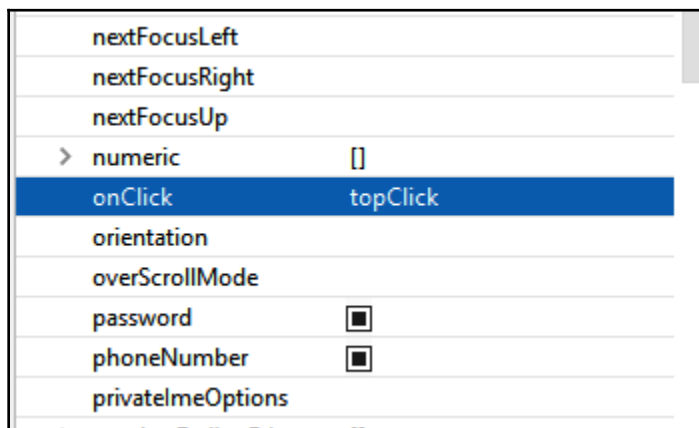 nextFocusLeft
nextFocusRight
nextFocusUp
numeric []
onClick topClick
orientation
overScrollMode
password
phoneNumber
privateImeOptions